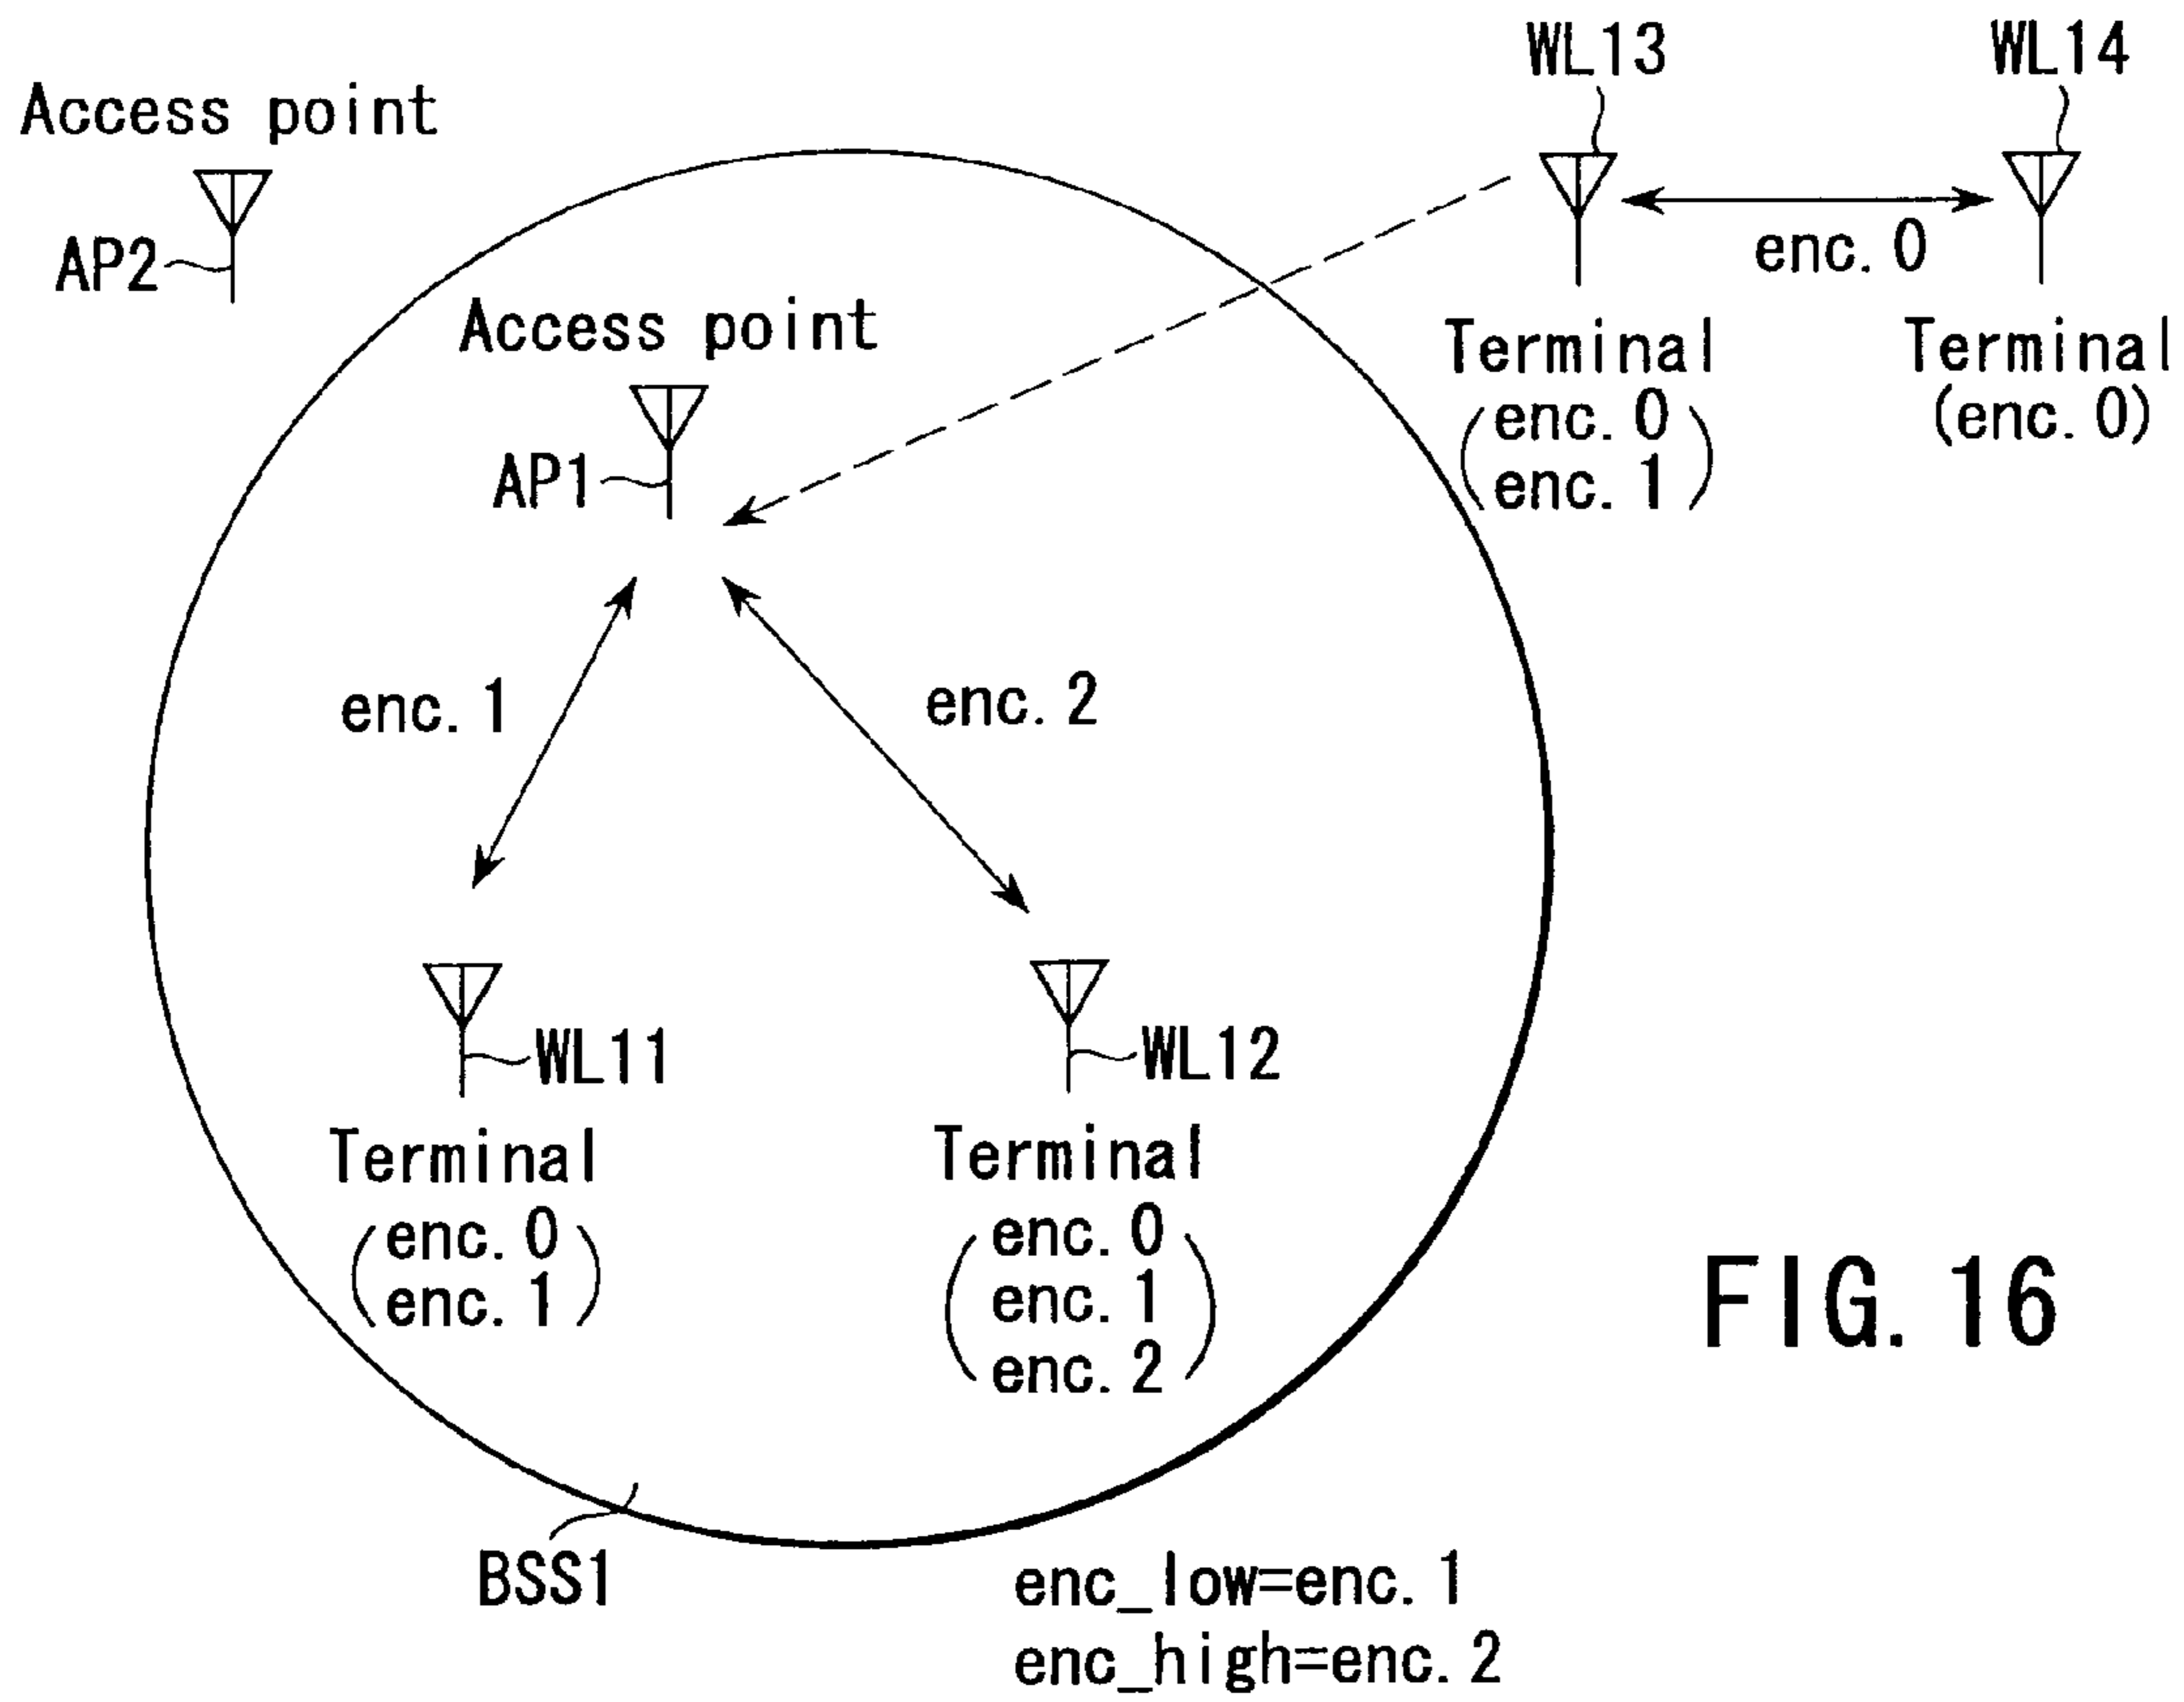 WL13
WL14
Access point
AP2
enc. 0
Access point
AP1
Terminal
(enc. 0
enc. 1)
Terminal
(enc. 0)
enc. 1
enc. 2
WL11
WL12
Terminal
(enc. 0
enc. 1)
Terminal
(enc. 0
enc. 1
enc. 2)
FIG. 16
BSS1
enc_low=enc. 1
enc_high=enc. 2